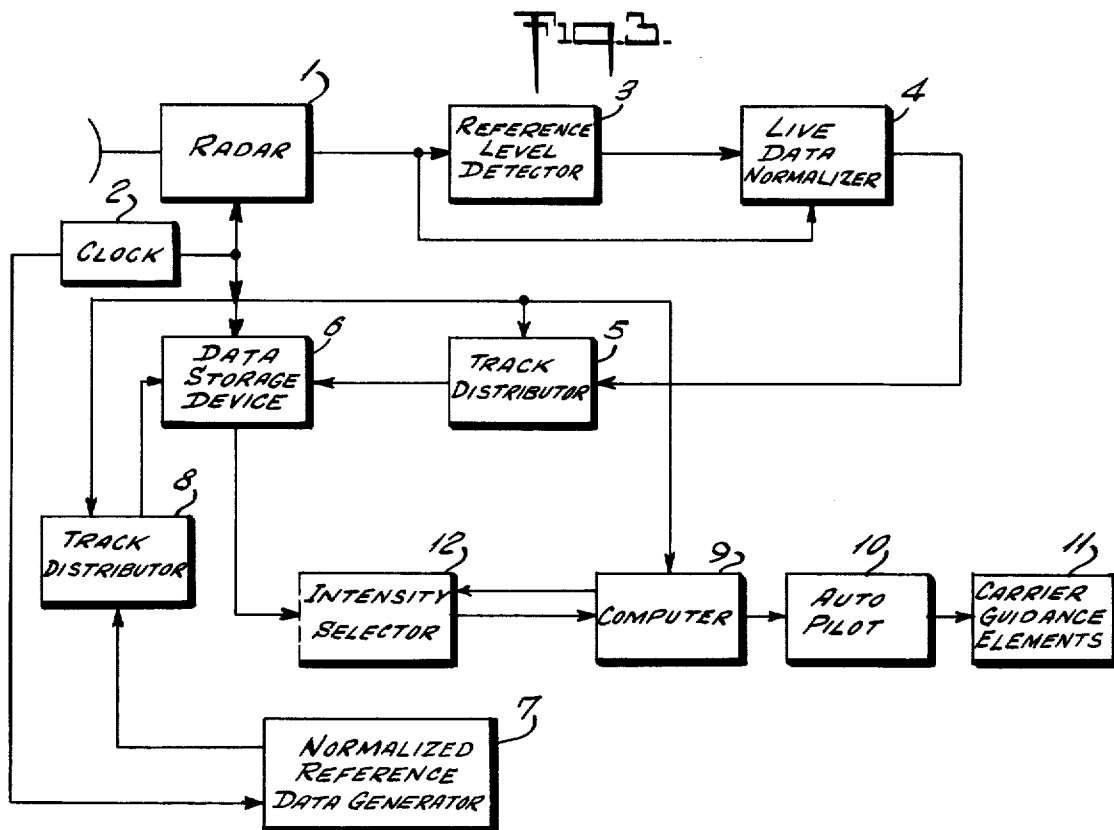 Fig. 3.
1
RADAR
3
REFERENCE
LEVEL
DETECTOR
4
LIVE
DATA
NORMALIZER
2
CLOCK
6
DATA
STORAGE
DEVICE
5
TRACK
DISTRIBUTOR
8
TRACK
DISTRIBUTOR
12
INTENSITY
SELECTOR
9
COMPUTER
10
AUTO
PILOT
11
CARRIER
GUIDANCE
ELEMENTS
7
NORMALIZED
REFERENCE
DATA GENERATOR